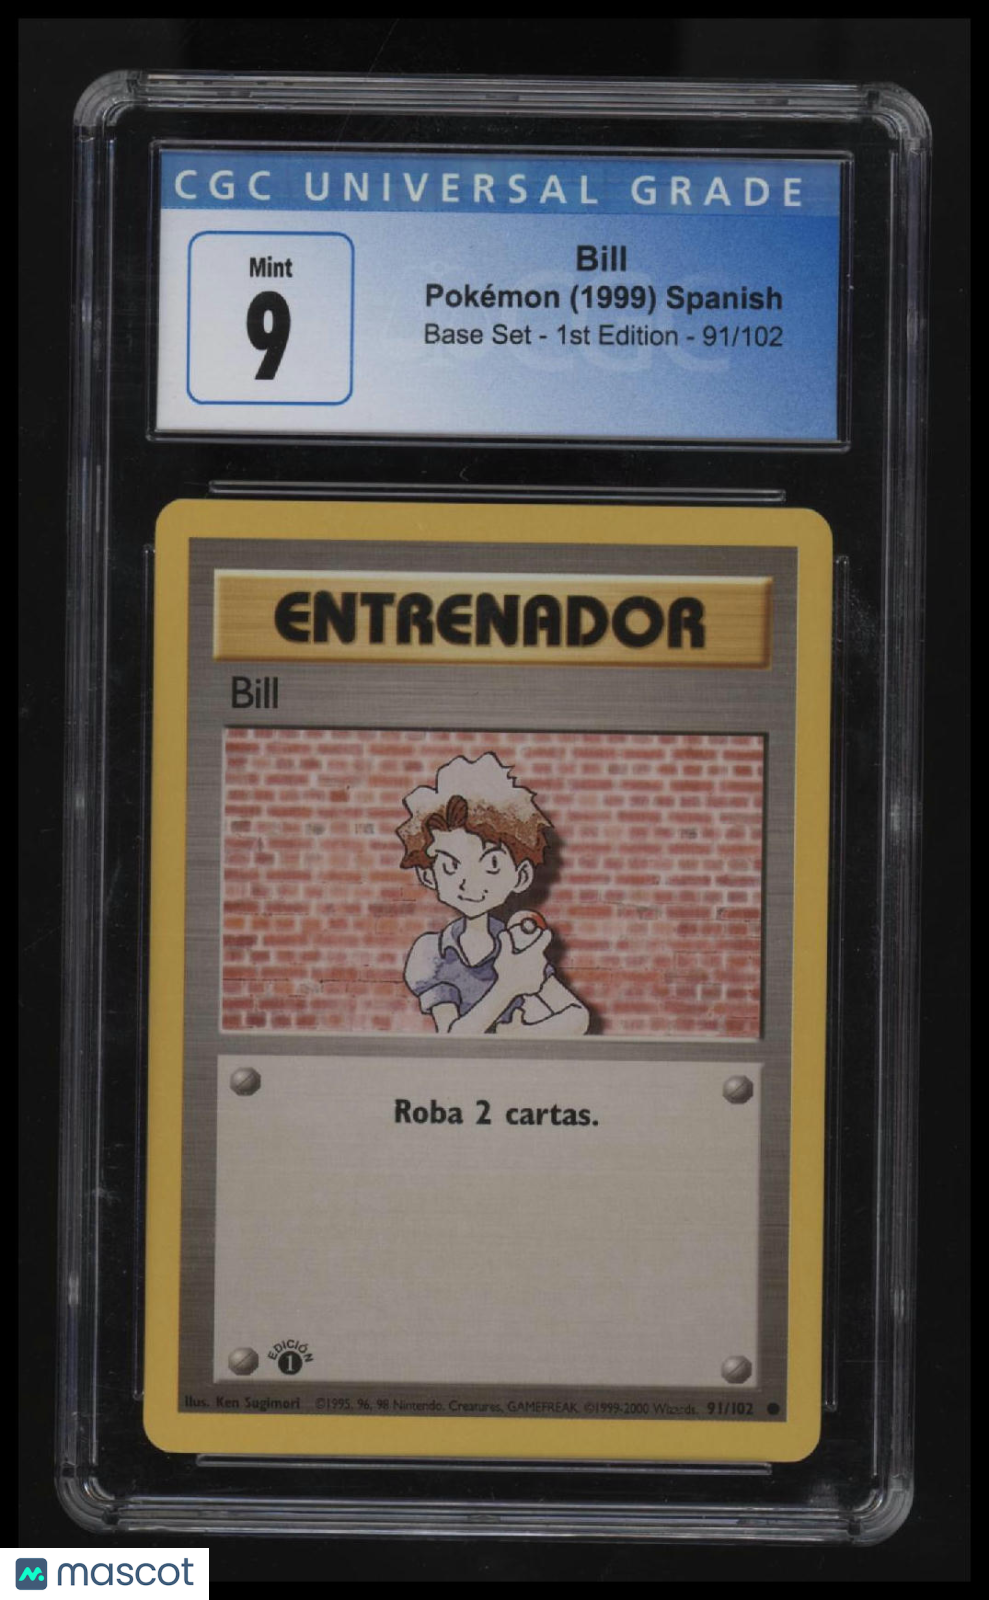 CGC UNIVERSAL GRADE
Mint
9
Bill
Pokémon (1999) Spanish
Base Set - 1st Edition - 91/102
ENTRENADOR
Bill
Roba 2 cartas.
EDICIÓN
1
Ilus. Ken Sugimori ©1995, 96, 98 Nintendo, Creatures, GAMEFREAK. ©1999-2000 Wizards. 91/102
mascot